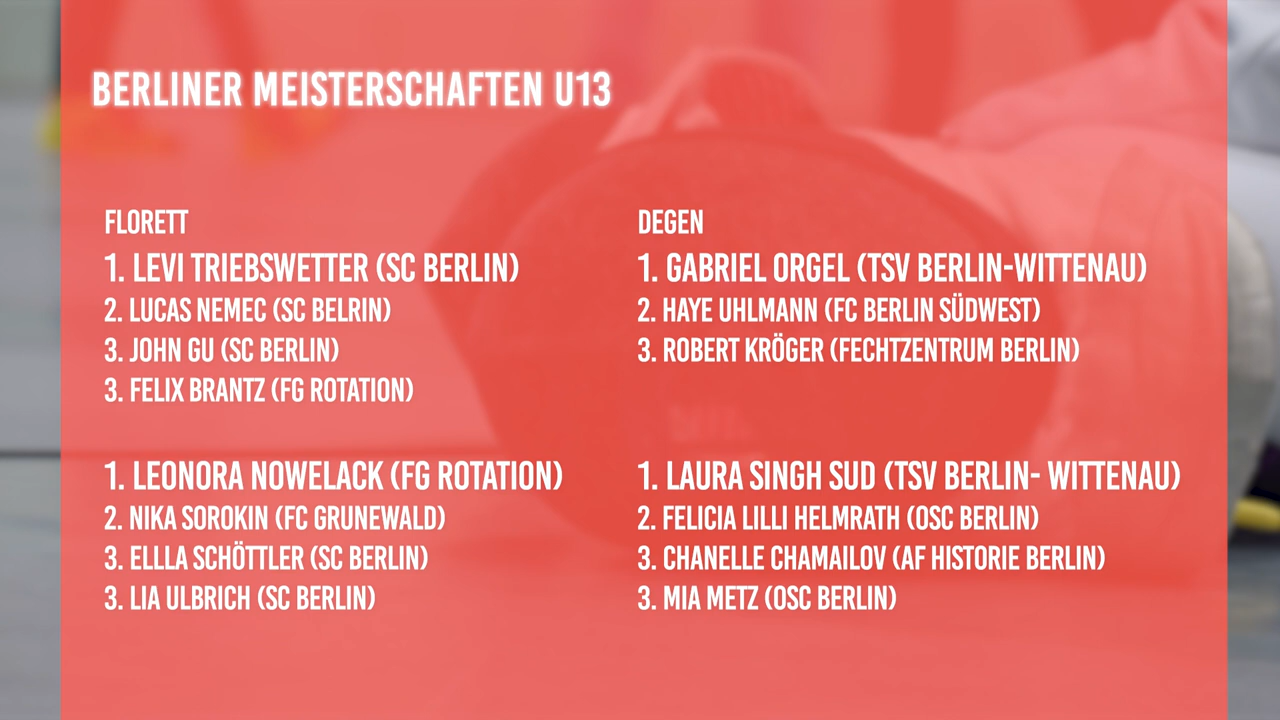 BERLINER MEISTERSCHAFTEN U13
FLORETT
1. LEVI TRIEBSWETTER (SC BERLIN)
2. LUCAS NEMEC (SC BELRIN)
3. JOHN GU (SC BERLIN)
3. FELIX BRANTZ (FG ROTATION)
1. LEONORA NOWELACK (FG ROTATION)
2. NIKA SOROKIN (FC GRUNEWALD)
3. ELLLA SCHÖTTLER (SC BERLIN)
3. LIA ULBRICH (SC BERLIN)
DEGEN
1. GABRIEL ORGEL (TSV BERLIN-WITTENAU)
2. HAYE UHLMANN (FC BERLIN SÜDWEST)
3. ROBERT KRÖGER (FECHTZENTRUM BERLIN)
1. LAURA SINGH SUD (TSV BERLIN- WITTENAU)
2. FELICIA LILLI HELMRATH (OSC BERLIN)
3. CHANELLE CHAMAILOV (AF HISTORIE BERLIN)
3. MIA METZ (OSC BERLIN)